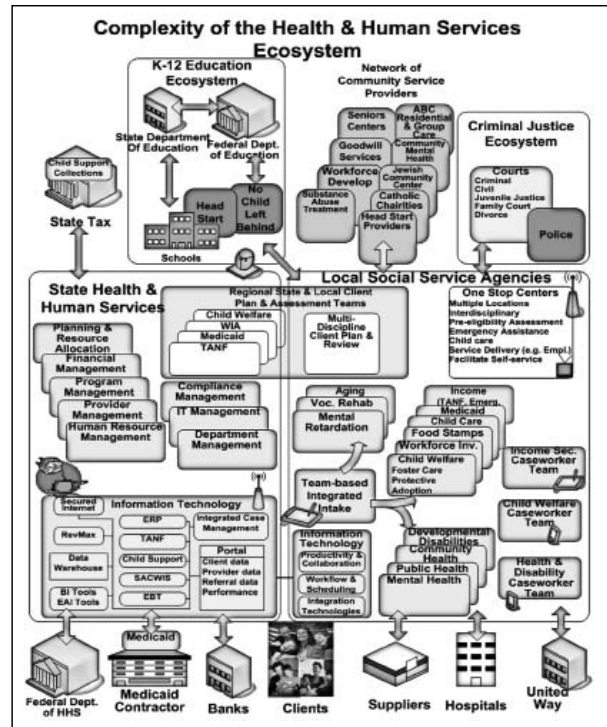 Complexity of the Health & Human Services
Ecosystem
K-12 Education
Ecosystem
State Department
Of Education
Federal Dept.
of Education
Head
Start
No
Child
Left
Behind
Schools
Child Support
Collections
State Tax
Network of
Community Service
Providers
Seniors
Centers
ABC
Residential
& Group
Care
Goodwill
Services
Community
Mental
Health
Workforce
Develop
Jewish
Community
Center
Substance
Abuse
Treatment
Catholic
Chairities
Head Start
Providers
Criminal Justice
Ecosystem
Courts
Criminal
Civil
Juvenile Justice
Family Court
Divorce
Police
State Health &
Human Services
Planning &
Resource
Allocation
Financial
Management
Program
Management
Provider
Management
Human Resource
Management
Compliance
Management
IT Management
Department
Management
Local Social Service Agencies
Regional State & Local Client
Plan & Assessment Teams
Child Welfare
WIA
Medicaid
TANF
Multi-
Discipline
Client Plan &
Review
One Stop Centers
Multiple Locations
Interdisciplinary
Pre-eligibility Assessment
Emergency Assistance
Child care
Service Delivery (e.g. Empl.)
Facilitate Self-service
Aging
Voc. Rehab
Mental
Retardation
Income
(TANF, Emerg.
Medicaid
Child Care
Food Stamps
Workforce Inv.
Child Welfare
Foster Care
Protective
Adoption
Income Sec.
Caseworker
Team
Child Welfare
Caseworker
Team
Health &
Disability
Caseworker
Team
Team-based
Integrated
Intake
Developmental
Disabilities
Community
Health
Public Health
Mental Health
Information
Technology
Productivity &
Collaboration
Workflow &
Scheduling
Integration
Technologies
Information Technology
Secured
Internet
RevMax
Data
Warehouse
BI Tools
EAI Tools
ERP
TANF
Child Support
SACWIS
EBT
Integrated Case
Management
Portal
Client data
Provider data
Referral data
Performance
Federal Dept.
of HHS
Medicaid
Medicaid
Contractor
Banks
Clients
Suppliers
Hospitals
United
Way